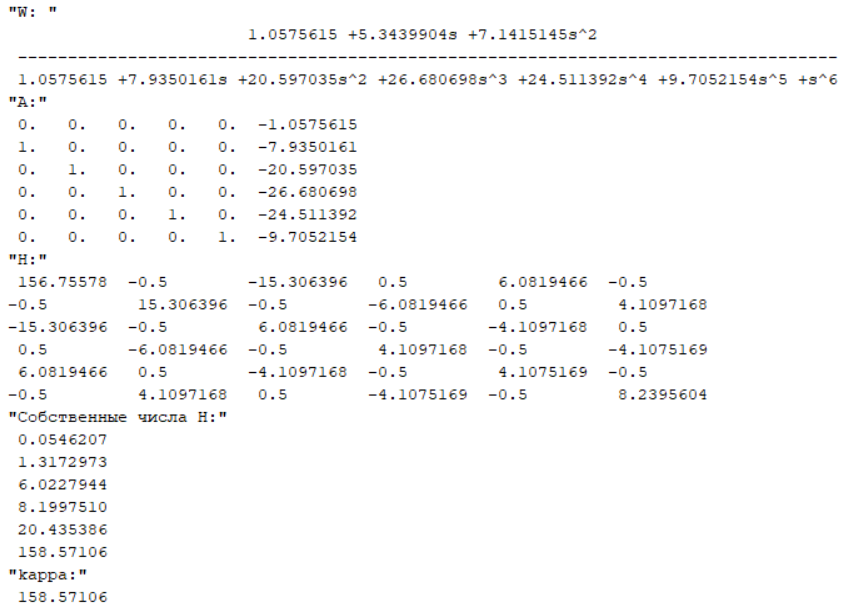 "W: "
1.0575615 +5.3439904s +7.1415145s^2
--------------------------------------------------------------------------------
1.0575615 +7.9350161s +20.597035s^2 +26.680698s^3 +24.511392s^4 +9.7052154s^5 +s^6
"A:"
0. 0. 0. 0. 0. -1.0575615
1. 0. 0. 0. 0. -7.9350161
0. 1. 0. 0. 0. -20.597035
0. 0. 1. 0. 0. -26.680698
0. 0. 0. 1. 0. -24.511392
0. 0. 0. 0. 1. -9.7052154
"H:"
156.75578 -0.5 -15.306396 0.5 6.0819466 -0.5
-0.5 15.306396 -0.5 -6.0819466 0.5 4.1097168
-15.306396 -0.5 6.0819466 -0.5 -4.1097168 0.5
0.5 -6.0819466 -0.5 4.1097168 -0.5 -4.1075169
6.0819466 0.5 -4.1097168 -0.5 4.1075169 -0.5
-0.5 4.1097168 0.5 -4.1075169 -0.5 8.2395604
"Собственные числа H:"
0.0546207
1.3172973
6.0227944
8.1997510
20.435386
158.57106
"kappa:"
158.57106